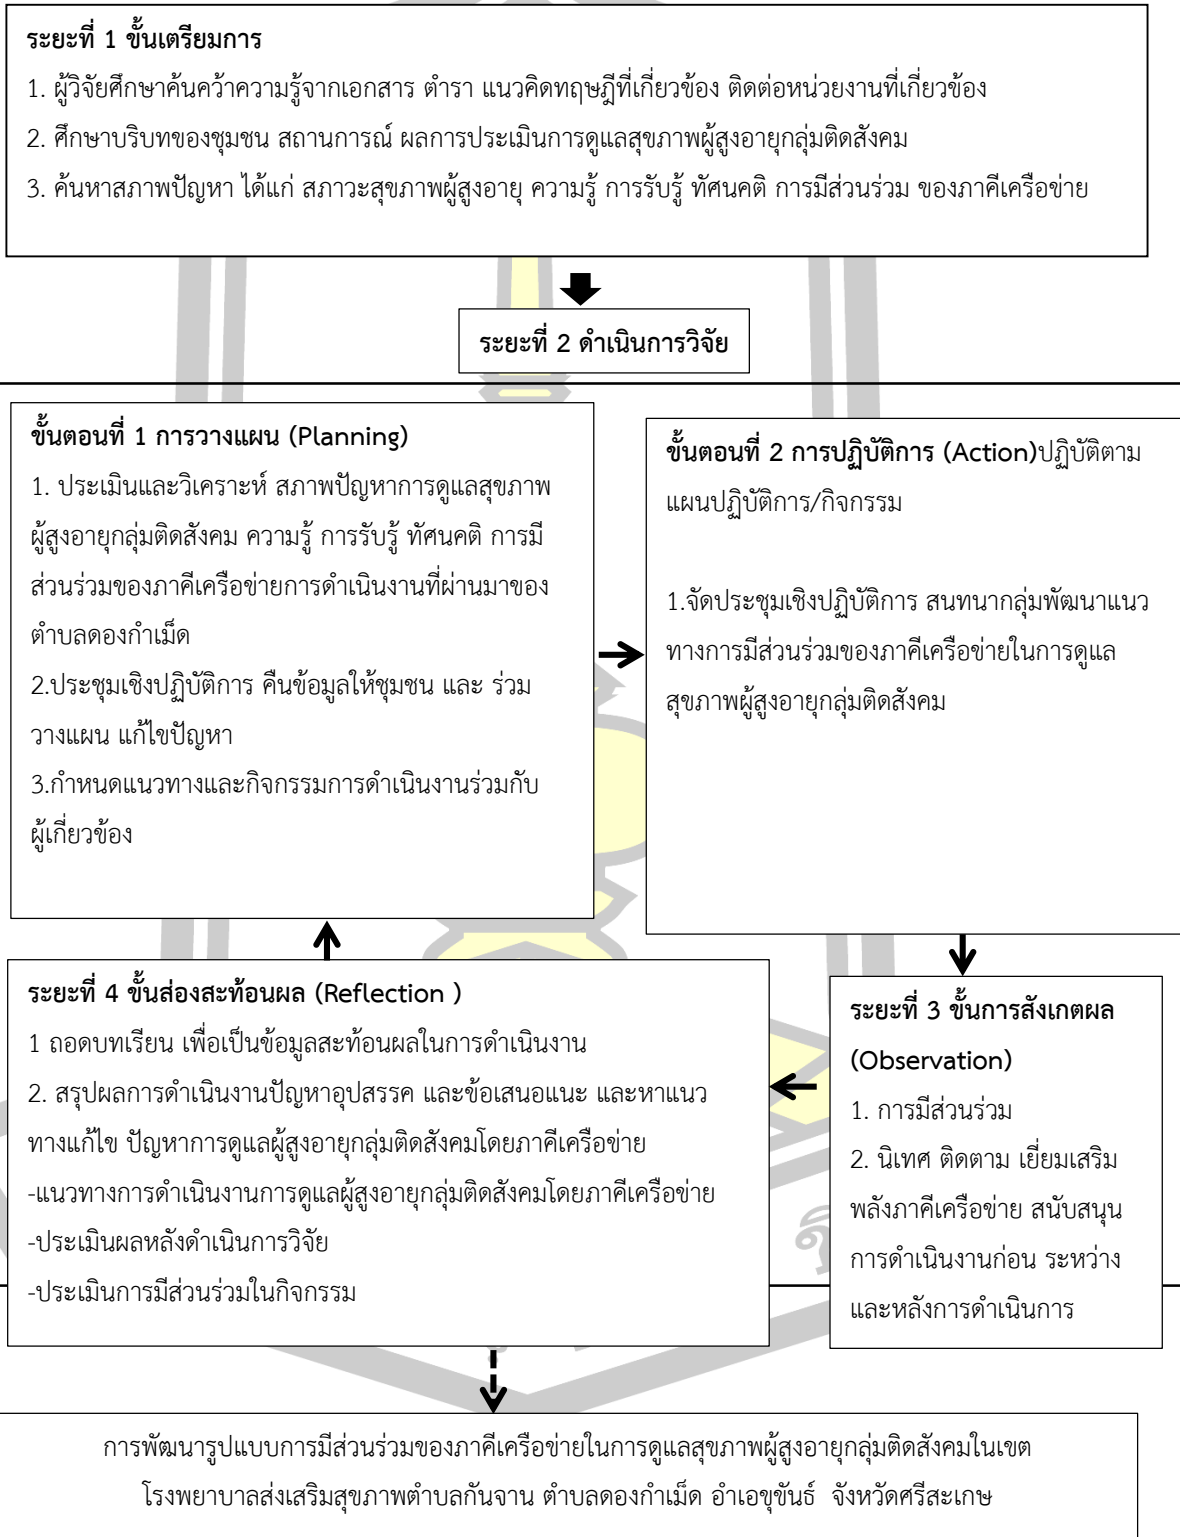 ระยะที่ 1 ขั้นเตรียมการ
1. ผู้วิจัยศึกษาค้นคว้าความรู้จากเอกสาร ตำรา แนวคิดทฤษฎีที่เกี่ยวข้อง ติดต่อหน่วยงานที่เกี่ยวข้อง
2. ศึกษาบริบทของชุมชน สถานการณ์ ผลการประเมินการดูแลสุขภาพผู้สูงอายุกลุ่มติดสังคม
3. ค้นหาสภาพปัญหา ได้แก่ สภาวะสุขภาพผู้สูงอายุ ความรู้ การรับรู้ ทัศนคติ การมีส่วนร่วม ของภาคีเครือข่าย
ระยะที่ 2 ดำเนินการวิจัย
ขั้นตอนที่ 1 การวางแผน (Planning)
1. ประเมินและวิเคราะห์ สภาพปัญหาการดูแลสุขภาพ
ผู้สูงอายุกลุ่มติดสังคม ความรู้ การรับรู้ ทัศนคติ การมี
ส่วนร่วมของภาคีเครือข่ายการดำเนินงานที่ผ่านมาของ
ตำบลดองกำเม็ด
2.ประชุมเชิงปฏิบัติการ คืนข้อมูลให้ชุมชน และ ร่วม
วางแผน แก้ไขปัญหา
3.กำหนดแนวทางและกิจกรรมการดำเนินงานร่วมกับ
ผู้เกี่ยวข้อง
ขั้นตอนที่ 2 การปฏิบัติการ (Action)ปฏิบัติตาม
แผนปฏิบัติการ/กิจกรรม
1.จัดประชุมเชิงปฏิบัติการ สนทนากลุ่มพัฒนาแนว
ทางการมีส่วนร่วมของภาคีเครือข่ายในการดูแล
สุขภาพผู้สูงอายุกลุ่มติดสังคม
ระยะที่ 4 ขั้นส่องสะท้อนผล (Reflection )
1 ถอดบทเรียน เพื่อเป็นข้อมูลสะท้อนผลในการดำเนินงาน
2. สรุปผลการดำเนินงานปัญหาอุปสรรค และข้อเสนอแนะ และหาแนว
ทางแก้ไข ปัญหาการดูแลผู้สูงอายุกลุ่มติดสังคมโดยภาคีเครือข่าย
-แนวทางการดำเนินงานการดูแลผู้สูงอายุกลุ่มติดสังคมโดยภาคีเครือข่าย
-ประเมินผลหลังดำเนินการวิจัย
-ประเมินการมีส่วนร่วมในกิจกรรม
ระยะที่ 3 ขั้นการสังเกตผล
(Observation)
1. การมีส่วนร่วม
2. นิเทศ ติดตาม เยี่ยมเสริม
พลังภาคีเครือข่าย สนับสนุน
การดำเนินงานก่อน ระหว่าง
และหลังการดำเนินการ
การพัฒนารูปแบบการมีส่วนร่วมของภาคีเครือข่ายในการดูแลสุขภาพผู้สูงอายุกลุ่มติดสังคมในเขต
โรงพยาบาลส่งเสริมสุขภาพตำบลกันจาน ตำบลดองกำเม็ด อำเอขุขันธ์ จังหวัดศรีสะเกษ